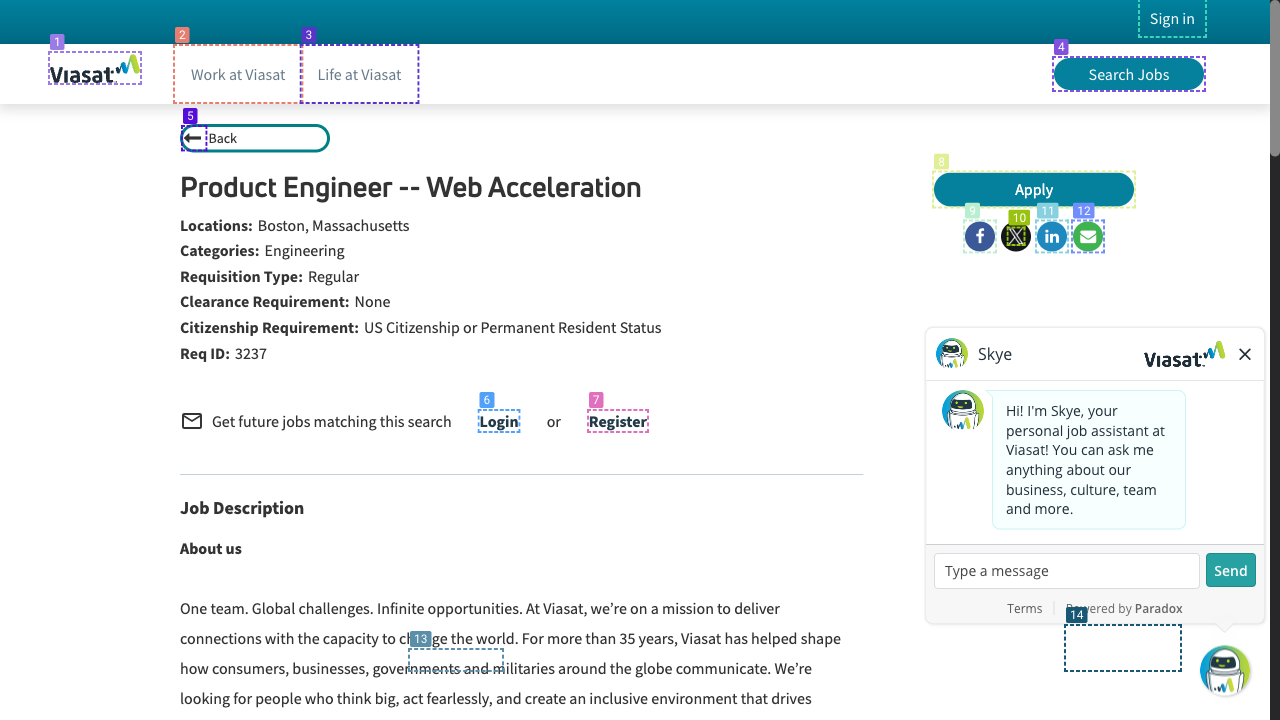 Sign in
1
2
3
4
Viasat
Work at Viasat
Life at Viasat
Search Jobs
5
Back
Product Engineer -- Web Acceleration
Locations: Boston, Massachusetts
Categories: Engineering
Requisition Type: Regular
Clearance Requirement: None
Citizenship Requirement: US Citizenship or Permanent Resident Status
Req ID: 3237
8
Apply
9
10
11
12
6
7
Get future jobs matching this search
Login
or
Register
Job Description
About us
One team. Global challenges. Infinite opportunities. At Viasat, we’re on a mission to deliver
connections with the capacity to the world. For more than 35 years, Viasat has helped shape
13
how consumers, businesses, governments and militaries around the globe communicate. We’re
looking for people who think big, act fearlessly, and create an inclusive environment that drives
Skye
Viasat
Hi! I'm Skye, your
personal job assistant at
Viasat! You can ask me
anything about our
business, culture, team
and more.
Type a message
Send
Terms
by Paradox
14